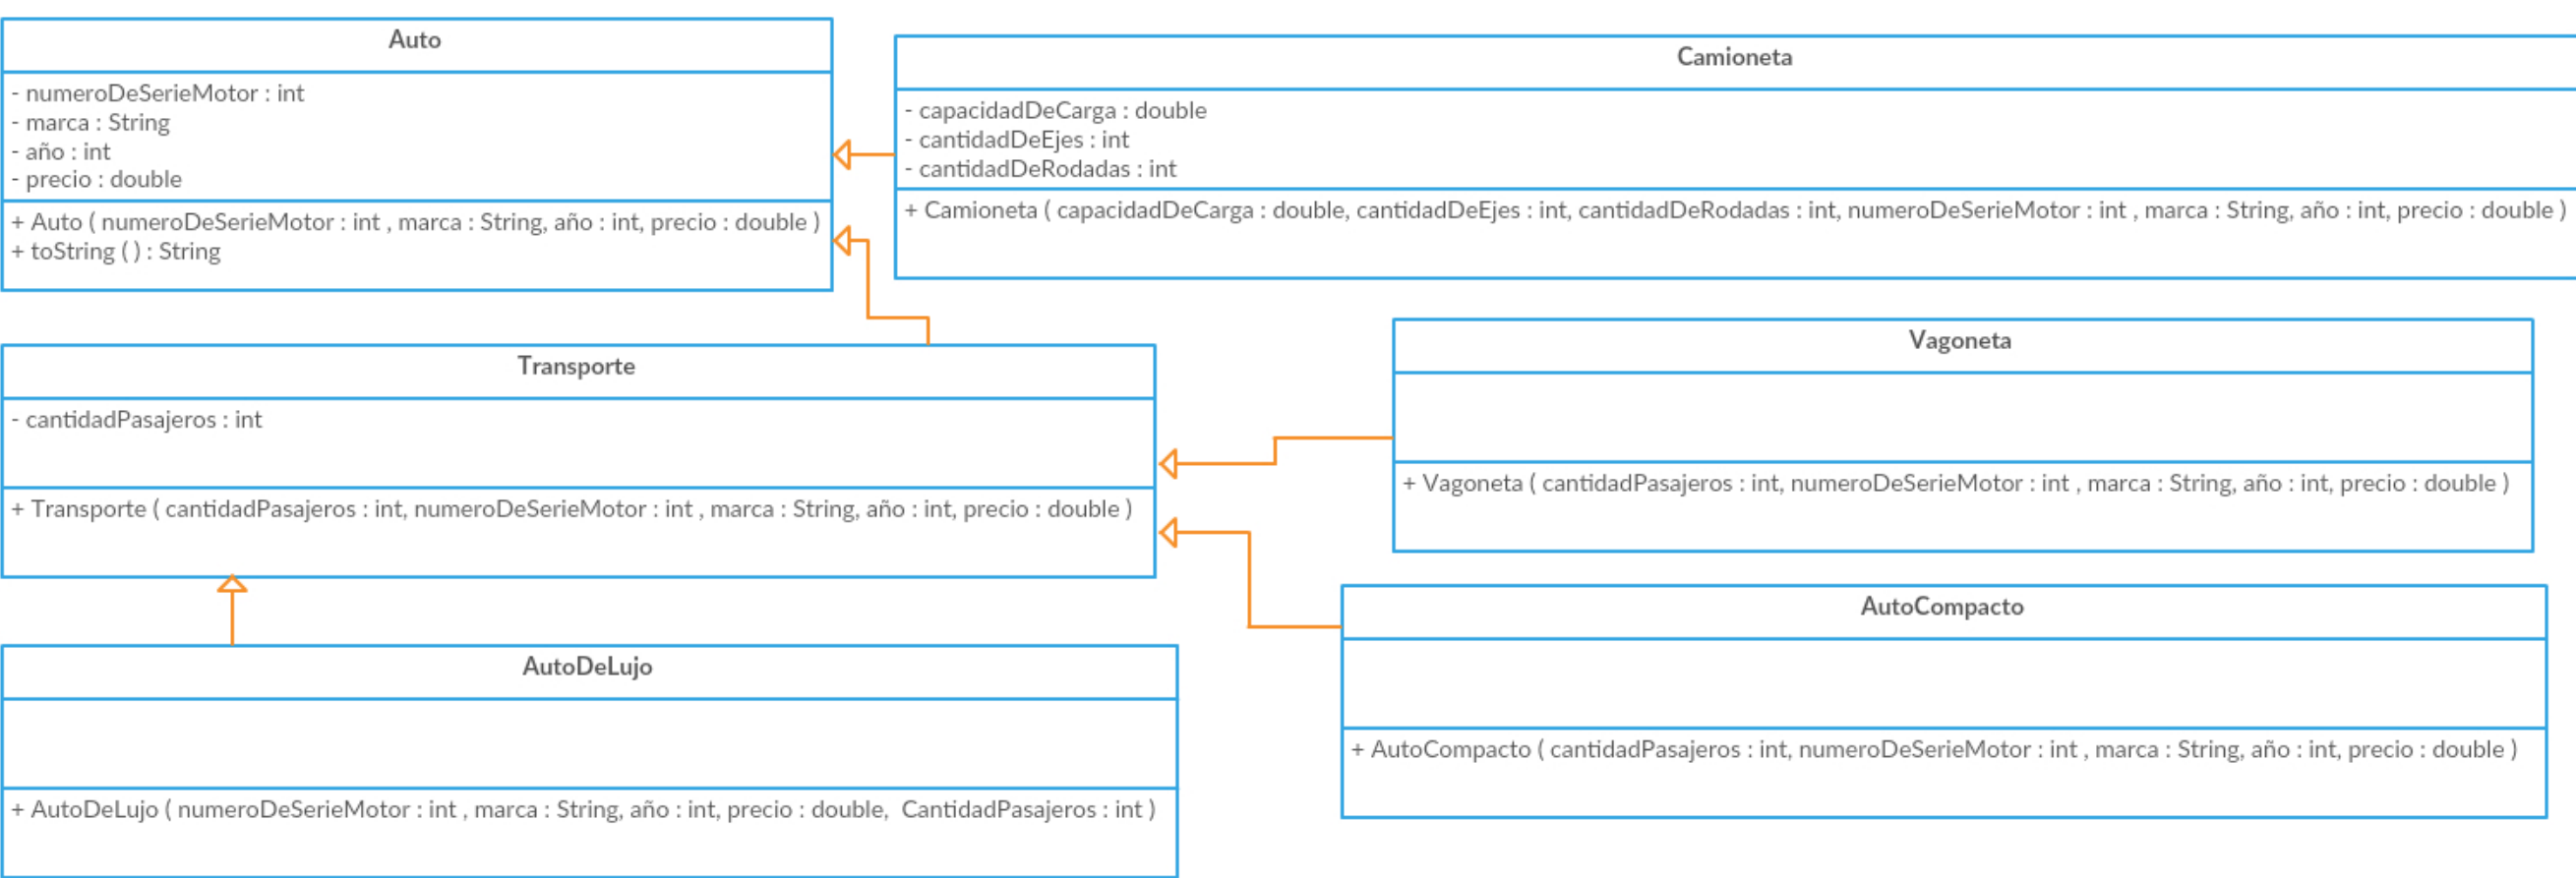 Auto
- numeroDeSerieMotor : int
- marca : String
- año : int
- precio : double
+ Auto ( numeroDeSerieMotor : int , marca : String, año : int, precio : double )
+ toString ( ) : String
Camioneta
- capacidadDeCarga : double
- cantidadDeEjes : int
- cantidadDeRodadas : int
+ Camioneta ( capacidadDeCarga : double, cantidadDeEjes : int, cantidadDeRodadas : int, numeroDeSerieMotor : int , marca : String, año : int, precio : double )
Transporte
- cantidadPasajeros : int
+ Transporte ( cantidadPasajeros : int, numeroDeSerieMotor : int , marca : String, año : int, precio : double )
Vagoneta
+ Vagoneta ( cantidadPasajeros : int, numeroDeSerieMotor : int , marca : String, año : int, precio : double )
AutoCompacto
+ AutoCompacto ( cantidadPasajeros : int, numeroDeSerieMotor : int , marca : String, año : int, precio : double )
AutoDeLujo
+ AutoDeLujo ( numeroDeSerieMotor : int , marca : String, año : int, precio : double,  CantidadPasajeros : int )